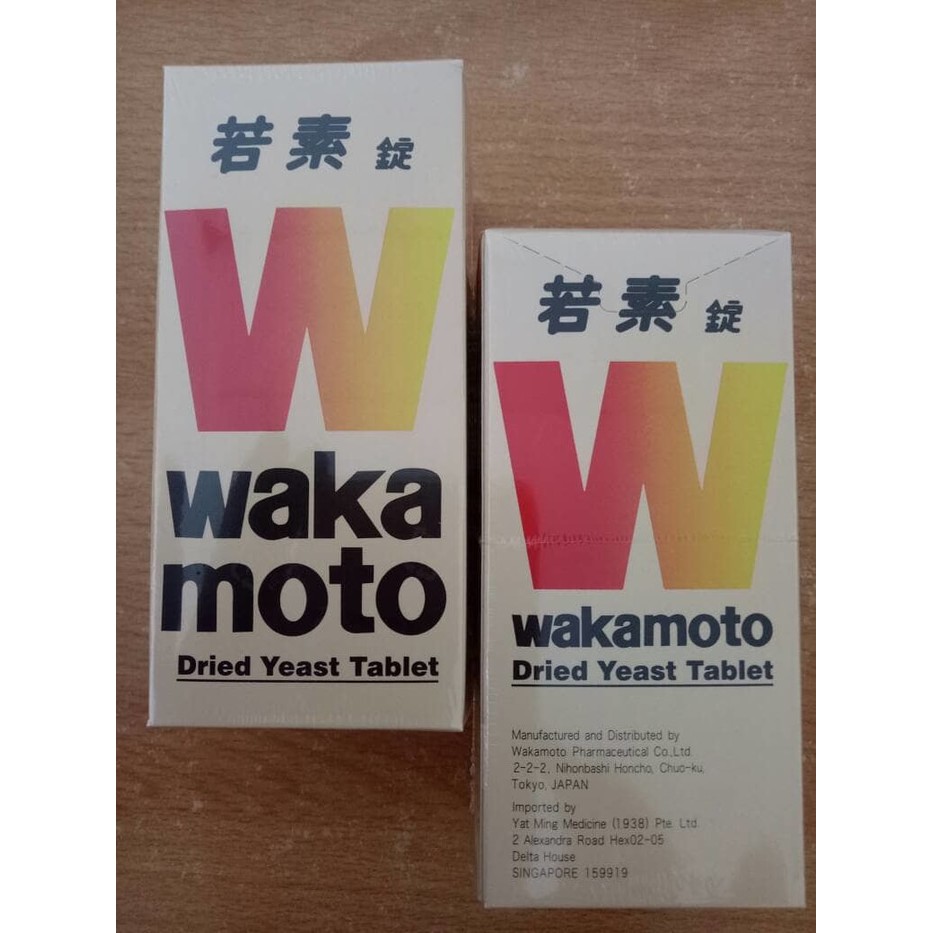 若素錠
W
waka
moto
Dried Yeast Tablet
若素錠
W
wakamoto
Dried Yeast Tablet
Manufactured and Distributed by
Wakamoto Pharmaceutical Co.,Ltd.
2-2-2, Nihonbashi Honcho, Chuo-ku,
Tokyo, JAPAN
Imported by
Yat Ming Medicine (1938) Pte. Ltd.
2 Alexandra Road Hex02-05
Delta House
SINGAPORE 159919